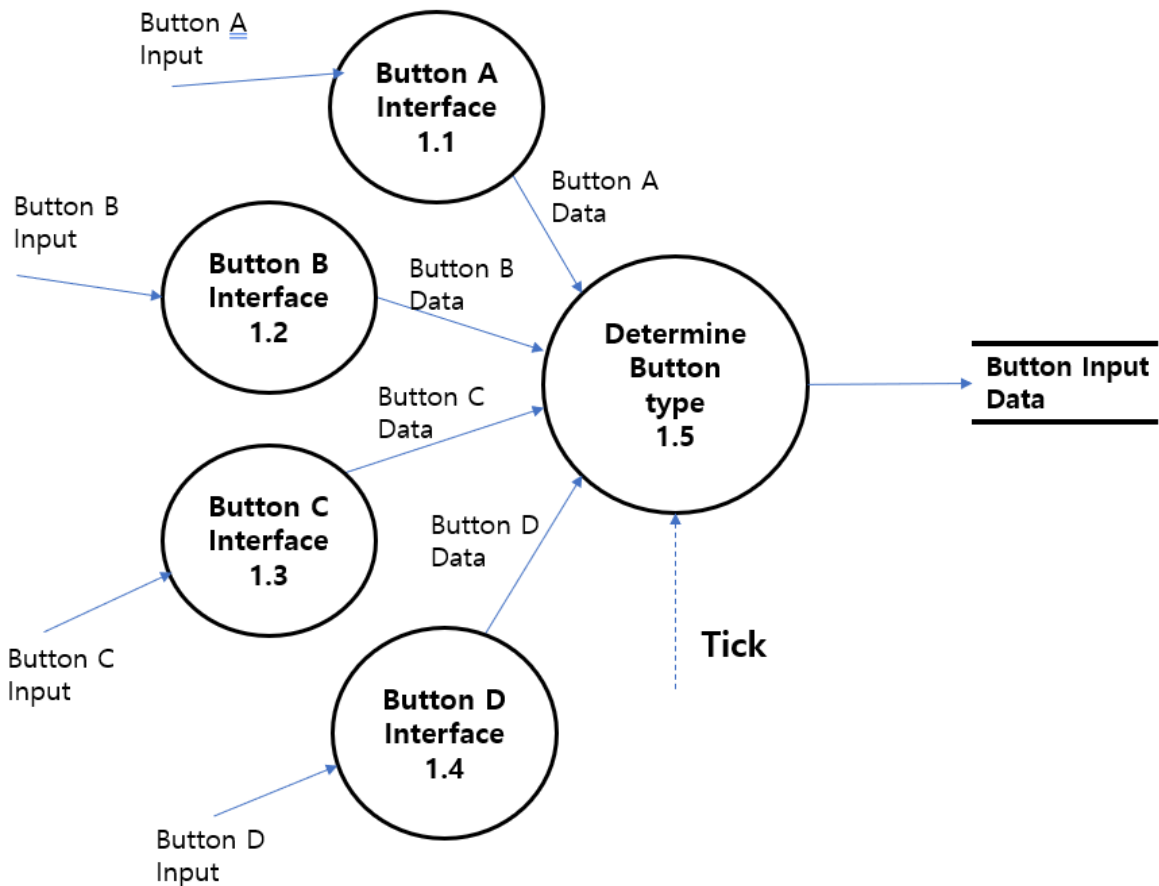 Button A
Input
Button A
Interface
1.1
Button A
Data
Button B
Input
Button B
Interface
1.2
Button B
Data
Determine
Button
type
1.5
Button Input
Data
Button C
Data
Button C
Interface
1.3
Button D
Data
Tick
Button C
Input
Button D
Interface
1.4
Button D
Input